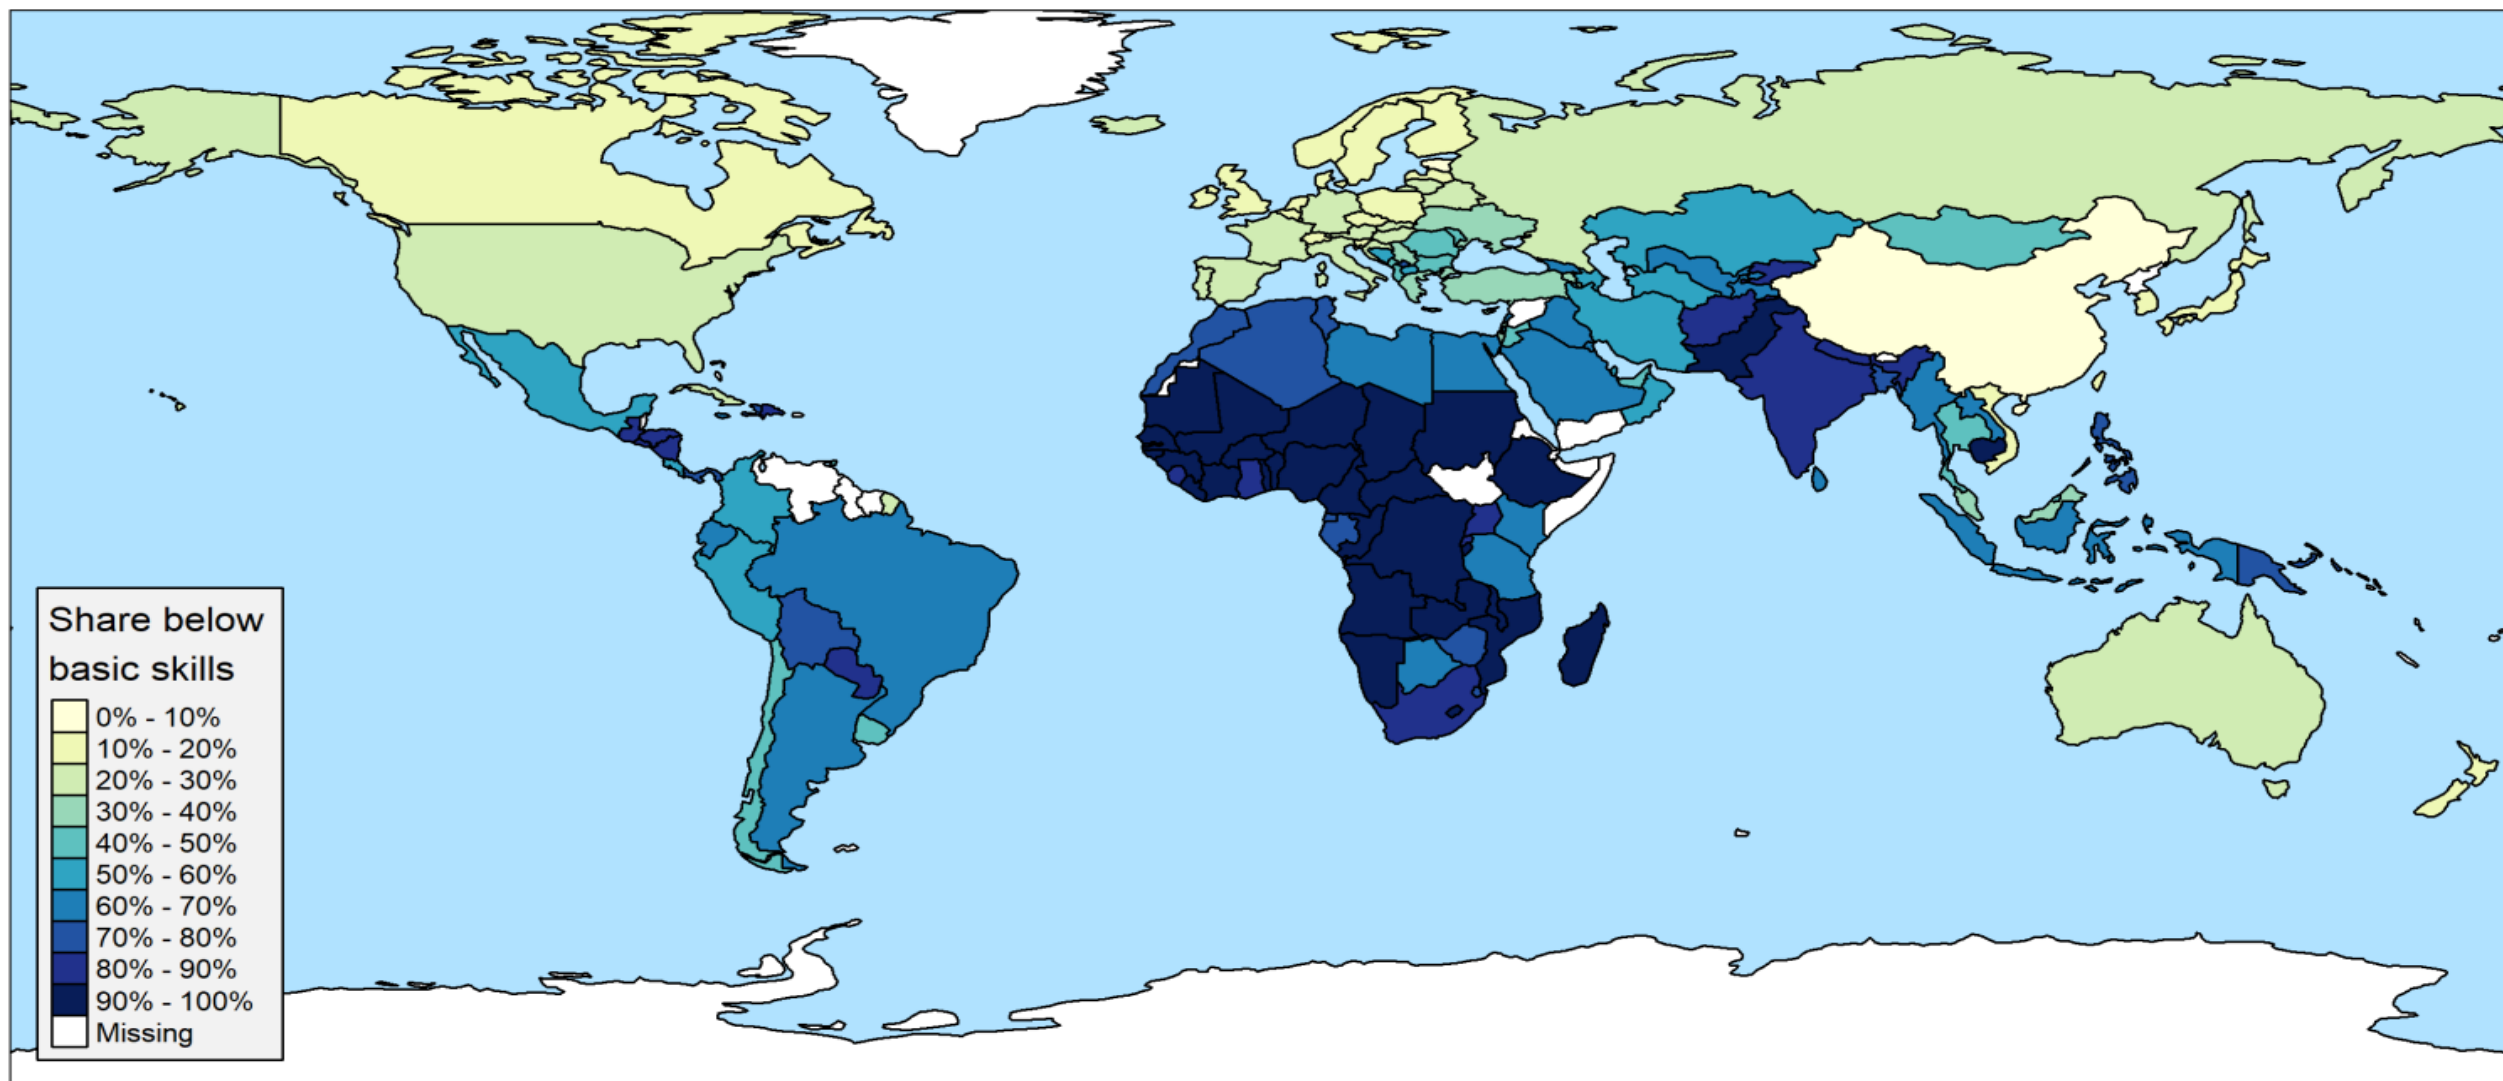 Share below
basic skills
0% - 10%
10% - 20%
20% - 30%
30% - 40%
40% - 50%
50% - 60%
60% - 70%
70% - 80%
80% - 90%
90% - 100%
Missing